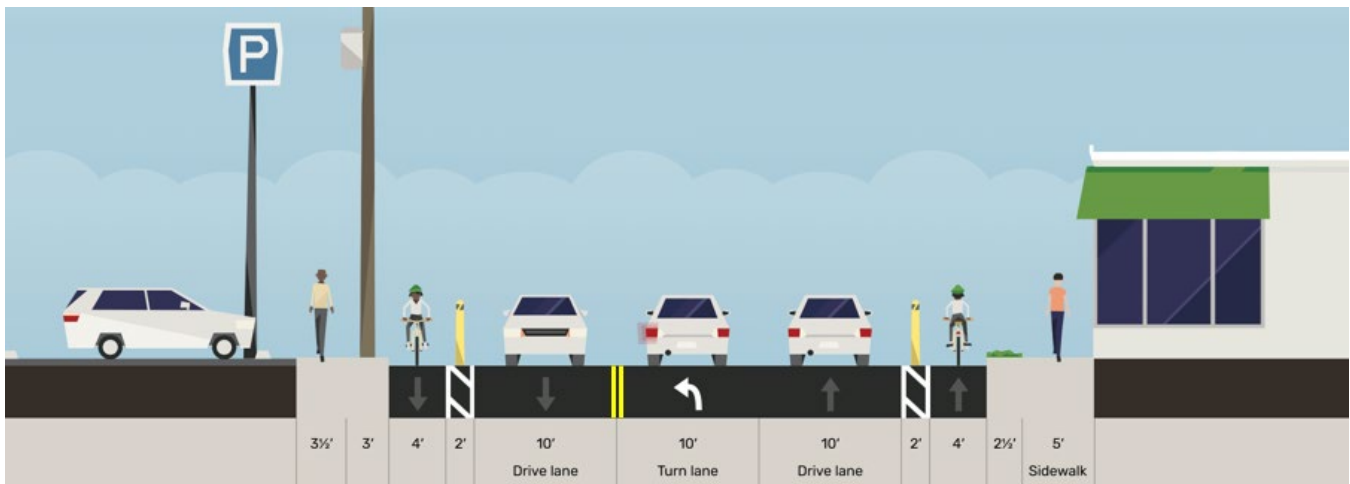 P
3½' 3' 4' 2' 10' 10' 10' 2' 4' 2½' 5'
Drive lane Turn lane Drive lane Sidewalk